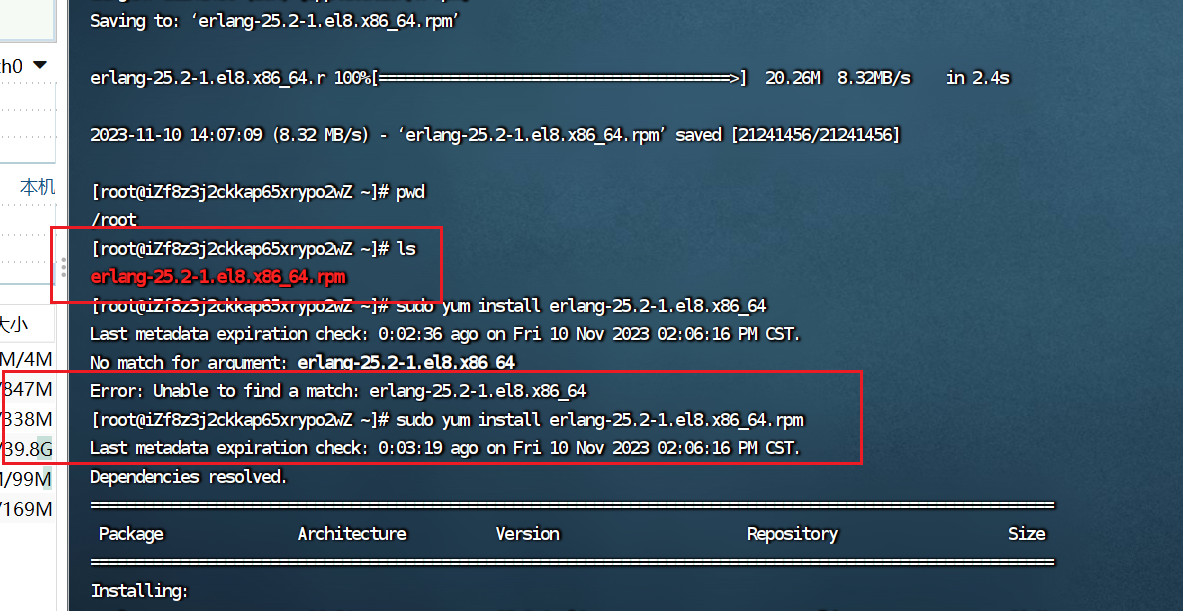 Saving to: ‘erlang-25.2-1.el8.x86_64.rpm’
th0
erlang-25.2-1.el8.x86_64.r 100%[=======================================>]  20.26M  8.32MB/s    in 2.4s
2023-11-10 14:07:09 (8.32 MB/s) - ‘erlang-25.2-1.el8.x86_64.rpm’ saved [21241456/21241456]
本机
[root@iZf8z3j2ckkap65xrypo2wZ ~]# pwd
/root
[root@iZf8z3j2ckkap65xrypo2wZ ~]# ls
erlang-25.2-1.el8.x86_64.rpm
[root@iZf8z3j2ckkap65xrypo2wZ ~]# sudo yum install erlang-25.2-1.el8.x86_64
大小
Last metadata expiration check: 0:02:36 ago on Fri 10 Nov 2023 02:06:16 PM CST.
M/4M
No match for argument: erlang-25.2-1.el8.x86_64
/847M
Error: Unable to find a match: erlang-25.2-1.el8.x86_64
/338M
[root@iZf8z3j2ckkap65xrypo2wZ ~]# sudo yum install erlang-25.2-1.el8.x86_64.rpm
/39.8G
Last metadata expiration check: 0:03:19 ago on Fri 10 Nov 2023 02:06:16 PM CST.
M/99M
Dependencies resolved.
/169M
Package Architecture Version Repository Size
Installing: